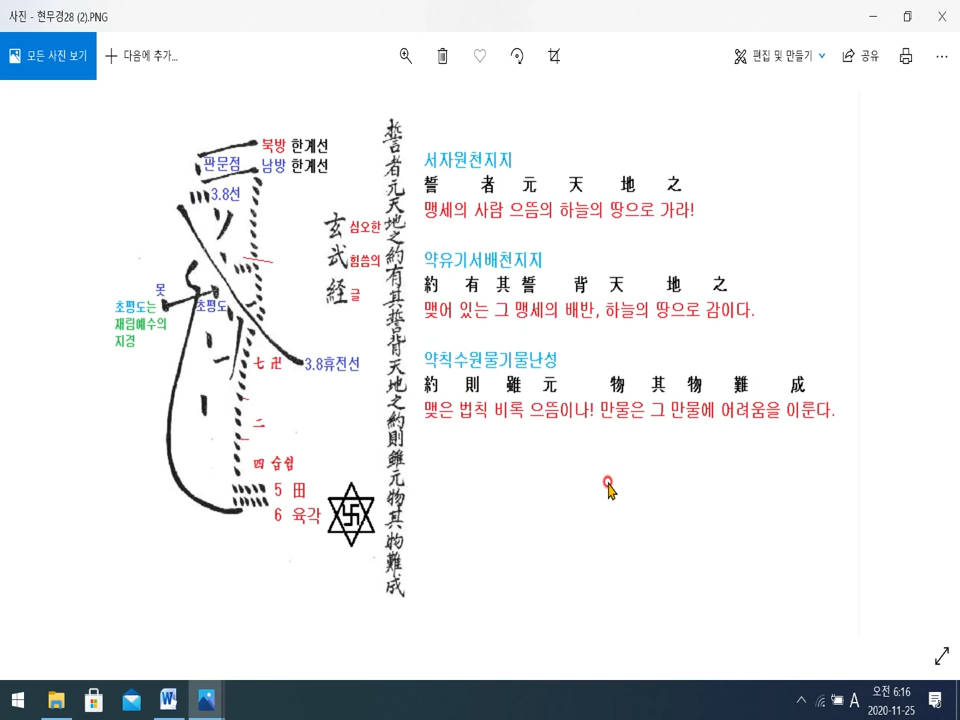 사진 - 현무경28 (2).PNG
모든 사진 보기
다음에 추가...
편집 및 만들기
공유
북방 한계선
판문점
남방 한계선
3.8선
못
초평도
초평도는
재림예수의
지경
3.8휴전선
七 卍
二
四 습쉽
5 田
6 육각
卐
玄 심오한
武 힘씀의
経 글
誓者元天地之約有其誓背天地之約則雖元物其物難成
서자원천지지
誓 者 元 天 地 之
맹세의 사람 으뜸의 하늘의 땅으로 가라!
약유기서배천지지
約 有 其 誓 背 天 地 之
맺어 있는 그 맹세의 배반, 하늘의 땅으로 감이다.
약칙수원물기물난성
約 則 雖 元 物 其 物 難 成
맺은 법칙 비록 으뜸이나! 만물은 그 만물에 어려움을 이룬다.
A
오전 6:16
2020-11-25